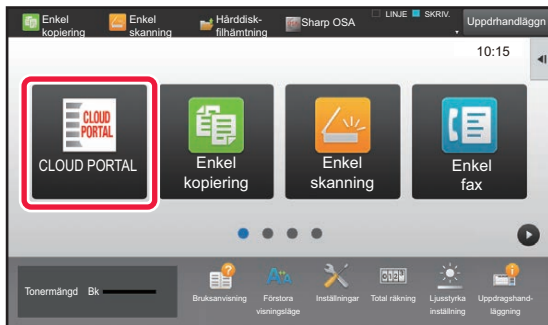 Enkel
kopiering
Enkel
skanning
Hårddisk-
filhämtning
Sharp OSA
LINJE
SKRIV.
Uppdrhandläggn
10:15
CLOUD
PORTAL
CLOUD PORTAL
Enkel
kopiering
Enkel
skanning
Enkel
fax
Tonermängd Bk
Bruksanvisning
Förstora
visningsläge
Inställningar
Total räkning
Ljusstyrka
inställning
Uppdragshand-
läggning